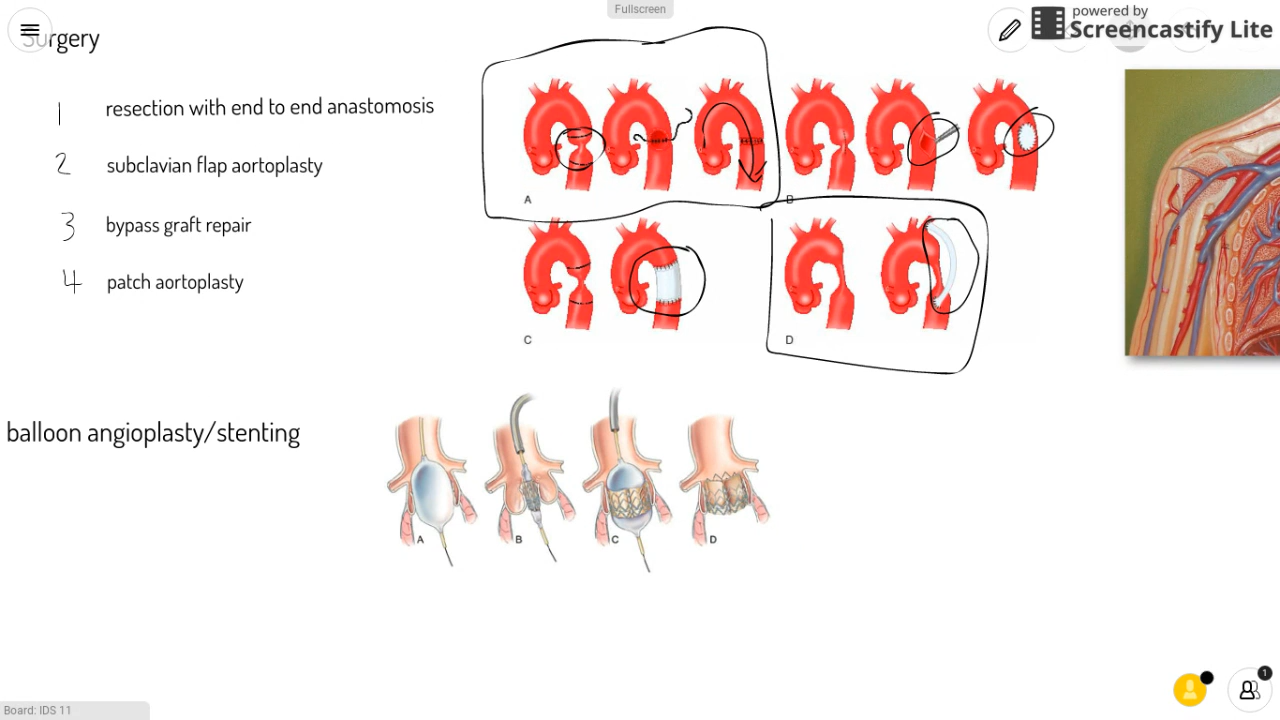 Fullscreen
powered by
Screencastify Lite
Surgery
1 resection with end to end anastomosis
2 subclavian flap aortoplasty
3 bypass graft repair
4 patch aortoplasty
A B
C D
balloon angioplasty/stenting
A B C D
1
Board: IDS 11